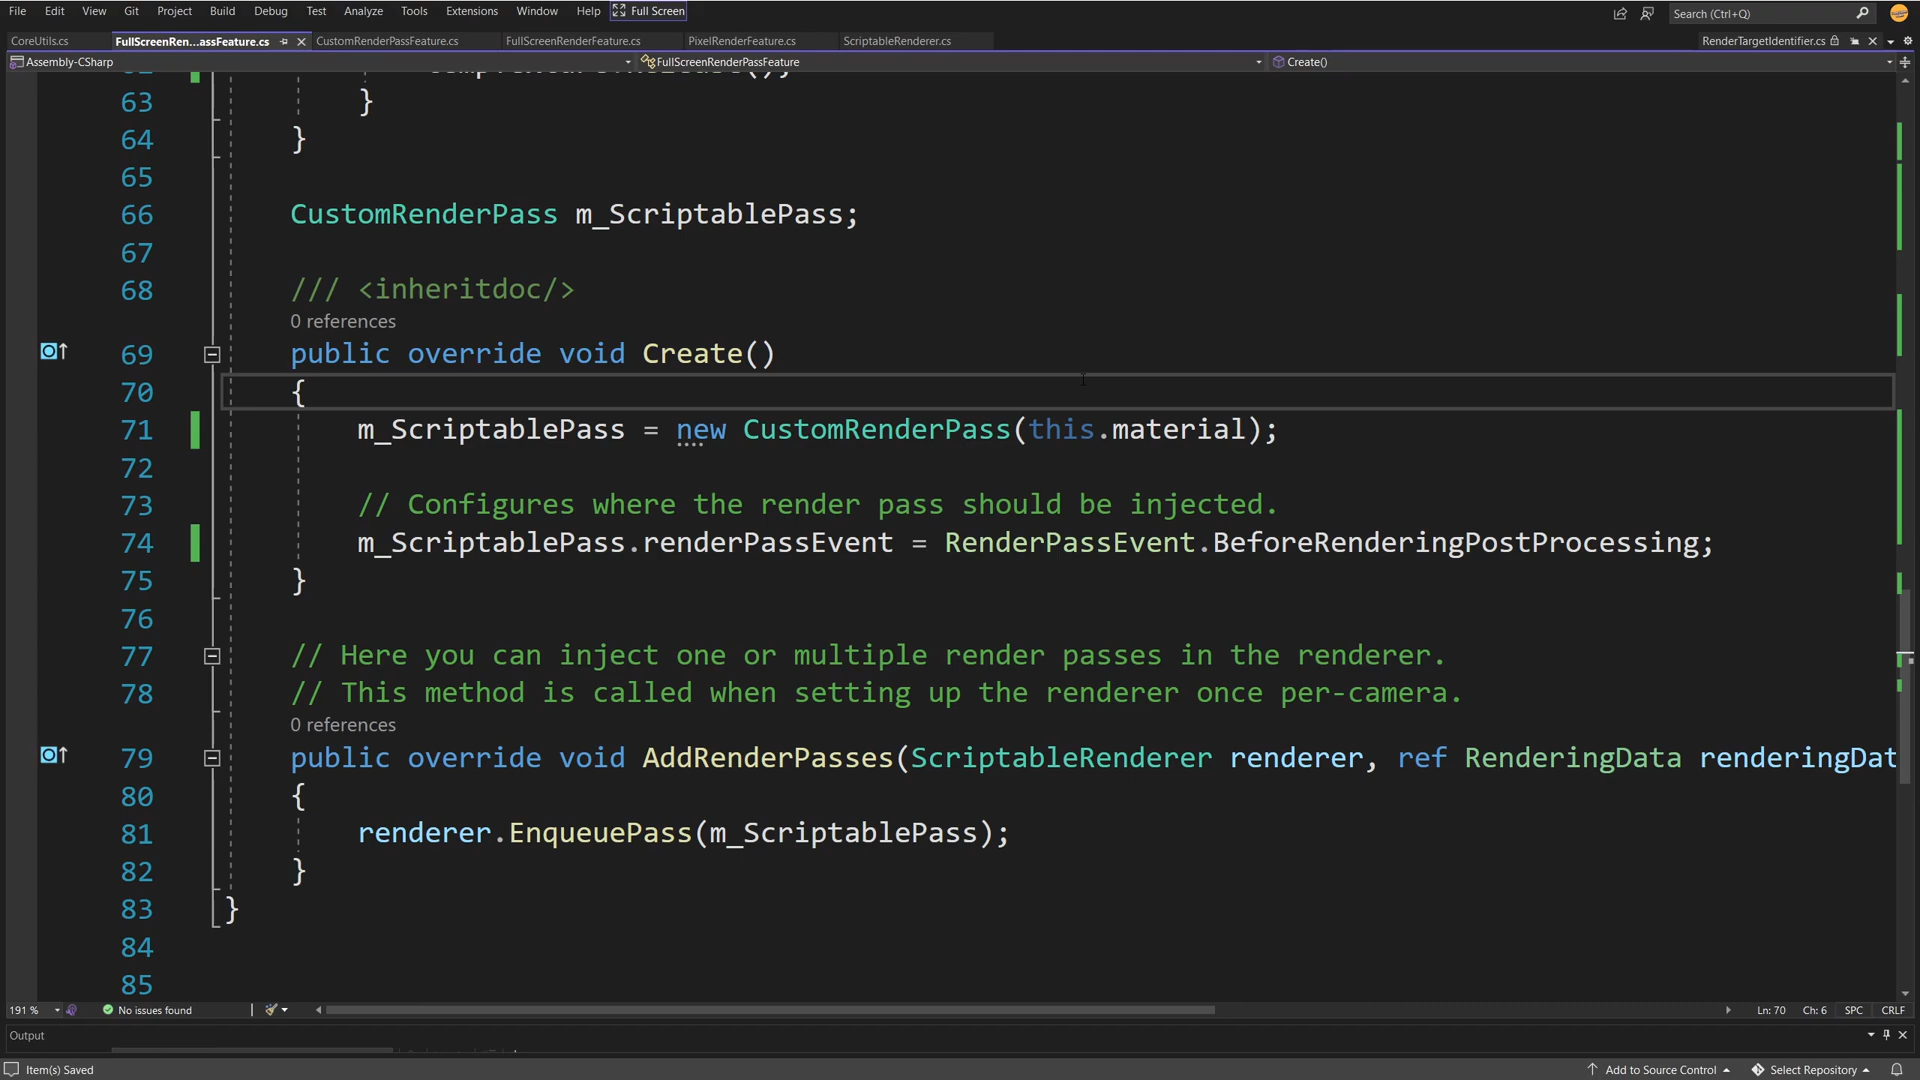 File Edit View Git Project Build Debug Test Analyze Tools Extensions Window Help Full Screen Search (Ctrl+Q)
CoreUtils.cs FullScreenRen...assFeature.cs CustomRenderPassFeature.cs FullScreenRenderFeature.cs PixelRenderFeature.cs ScriptableRenderer.cs RenderTargetIdentifier.cs
Assembly-CSharp FullScreenRenderPassFeature Create()
63 }
64 }
65
66 CustomRenderPass m_ScriptablePass;
67
68 /// <inheritdoc/>
0 references
69 public override void Create()
70 {
71 m_ScriptablePass = new CustomRenderPass(this.material);
72
73 // Configures where the render pass should be injected.
74 m_ScriptablePass.renderPassEvent = RenderPassEvent.BeforeRenderingPostProcessing;
75 }
76
77 // Here you can inject one or multiple render passes in the renderer.
78 // This method is called when setting up the renderer once per-camera.
0 references
79 public override void AddRenderPasses(ScriptableRenderer renderer, ref RenderingData renderingDat
80 {
81 renderer.EnqueuePass(m_ScriptablePass);
82 }
83 }
84
85
191 % No issues found Ln: 70 Ch: 6 SPC CRLF
Output
Item(s) Saved Add to Source Control Select Repository